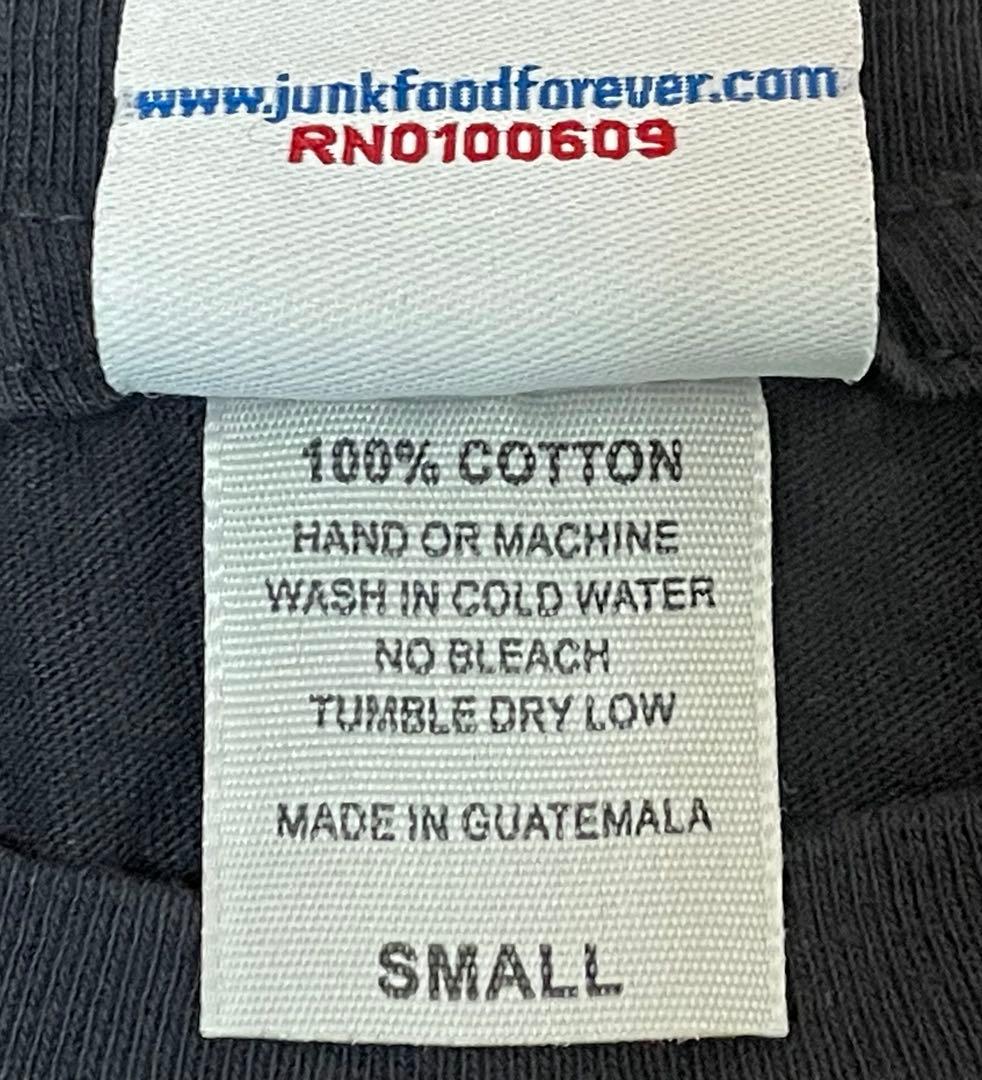 www.junkfoodforever.com
RN0100609
100% COTTON
HAND OR MACHINE
WASH IN COLD WATER
NO BLEACH
TUMBLE DRY LOW
MADE IN GUATEMALA
SMALL